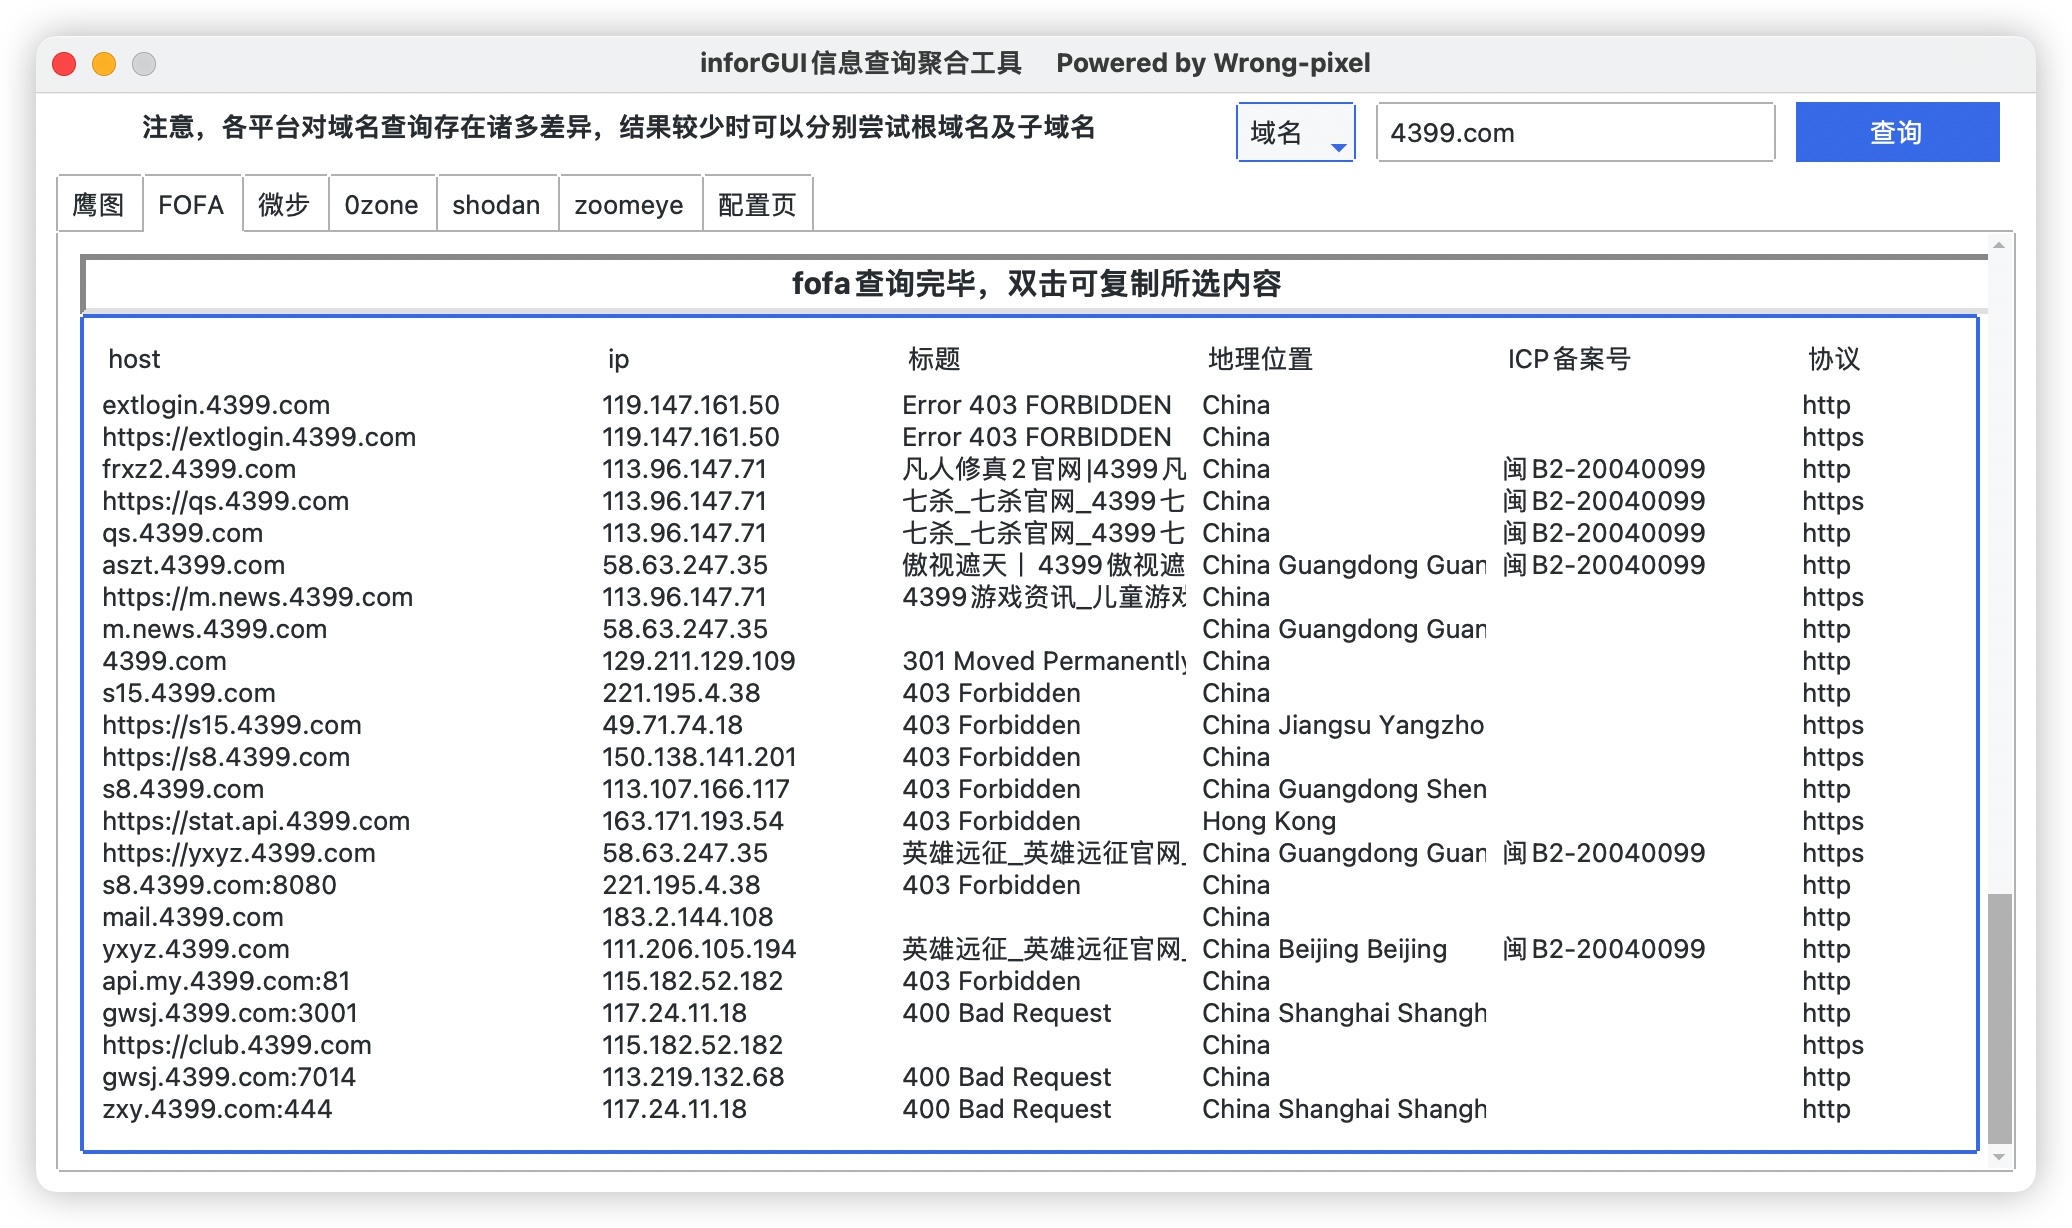 inforGUI信息查询聚合工具 Powered by Wrong-pixel
注意，各平台对域名查询存在诸多差异，结果较少时可以分别尝试根域名及子域名 域名 4399.com 查询
鹰图 FOFA 微步 0zone shodan zoomeye 配置页
fofa查询完毕，双击可复制所选内容
host ip 标题 地理位置 ICP备案号 协议
extlogin.4399.com 119.147.161.50 Error 403 FORBIDDEN China http
https://extlogin.4399.com 119.147.161.50 Error 403 FORBIDDEN China https
frxz2.4399.com 113.96.147.71 凡人修真2官网|4399凡 China 闽B2-20040099 http
https://qs.4399.com 113.96.147.71 七杀_七杀官网_4399七 China 闽B2-20040099 https
qs.4399.com 113.96.147.71 七杀_七杀官网_4399七 China 闽B2-20040099 http
aszt.4399.com 58.63.247.35 傲视遮天丨 4399傲视遮 China Guangdong Guan 闽B2-20040099 http
https://m.news.4399.com 113.96.147.71 4399游戏资讯_儿童游戏 China https
m.news.4399.com 58.63.247.35 China Guangdong Guan http
4399.com 129.211.129.109 301 Moved Permanently China http
s15.4399.com 221.195.4.38 403 Forbidden China http
https://s15.4399.com 49.71.74.18 403 Forbidden China Jiangsu Yangzho https
https://s8.4399.com 150.138.141.201 403 Forbidden China https
s8.4399.com 113.107.166.117 403 Forbidden China Guangdong Shen http
https://stat.api.4399.com 163.171.193.54 403 Forbidden Hong Kong https
https://yxyz.4399.com 58.63.247.35 英雄远征_英雄远征官网_ China Guangdong Guan 闽B2-20040099 https
s8.4399.com:8080 221.195.4.38 403 Forbidden China http
mail.4399.com 183.2.144.108 China http
yxyz.4399.com 111.206.105.194 英雄远征_英雄远征官网_ China Beijing Beijing 闽B2-20040099 http
api.my.4399.com:81 115.182.52.182 403 Forbidden China http
gwsj.4399.com:3001 117.24.11.18 400 Bad Request China Shanghai Shangh http
https://club.4399.com 115.182.52.182 China https
gwsj.4399.com:7014 113.219.132.68 400 Bad Request China http
zxy.4399.com:444 117.24.11.18 400 Bad Request China Shanghai Shangh http